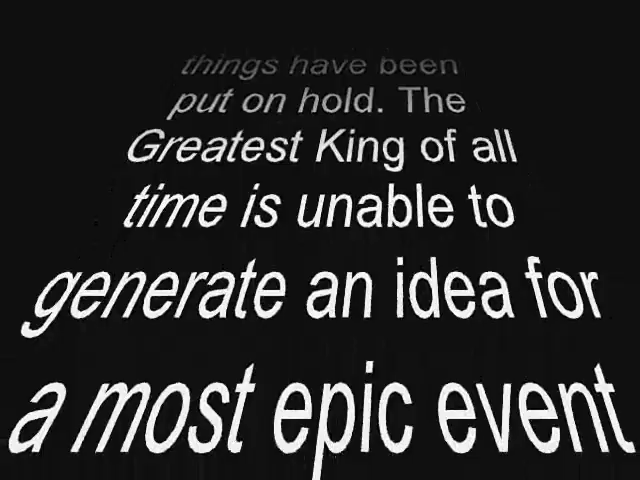 things have been
put on hold. The
Greatest King of all
time is unable to
generate an idea for
a most epic event